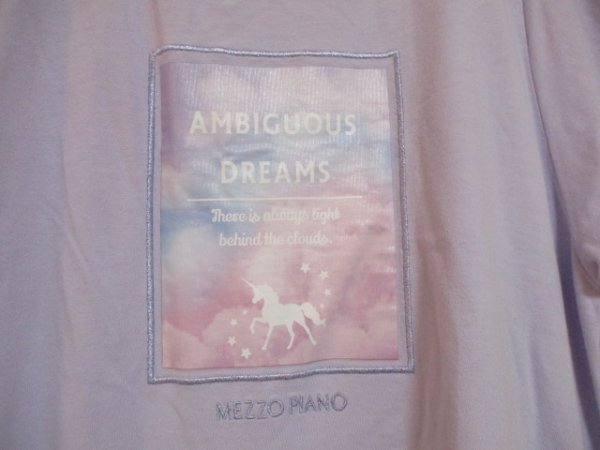 AMBIGUOUS
DREAMS
There is always light
behind the clouds.
MEZZO PIANO